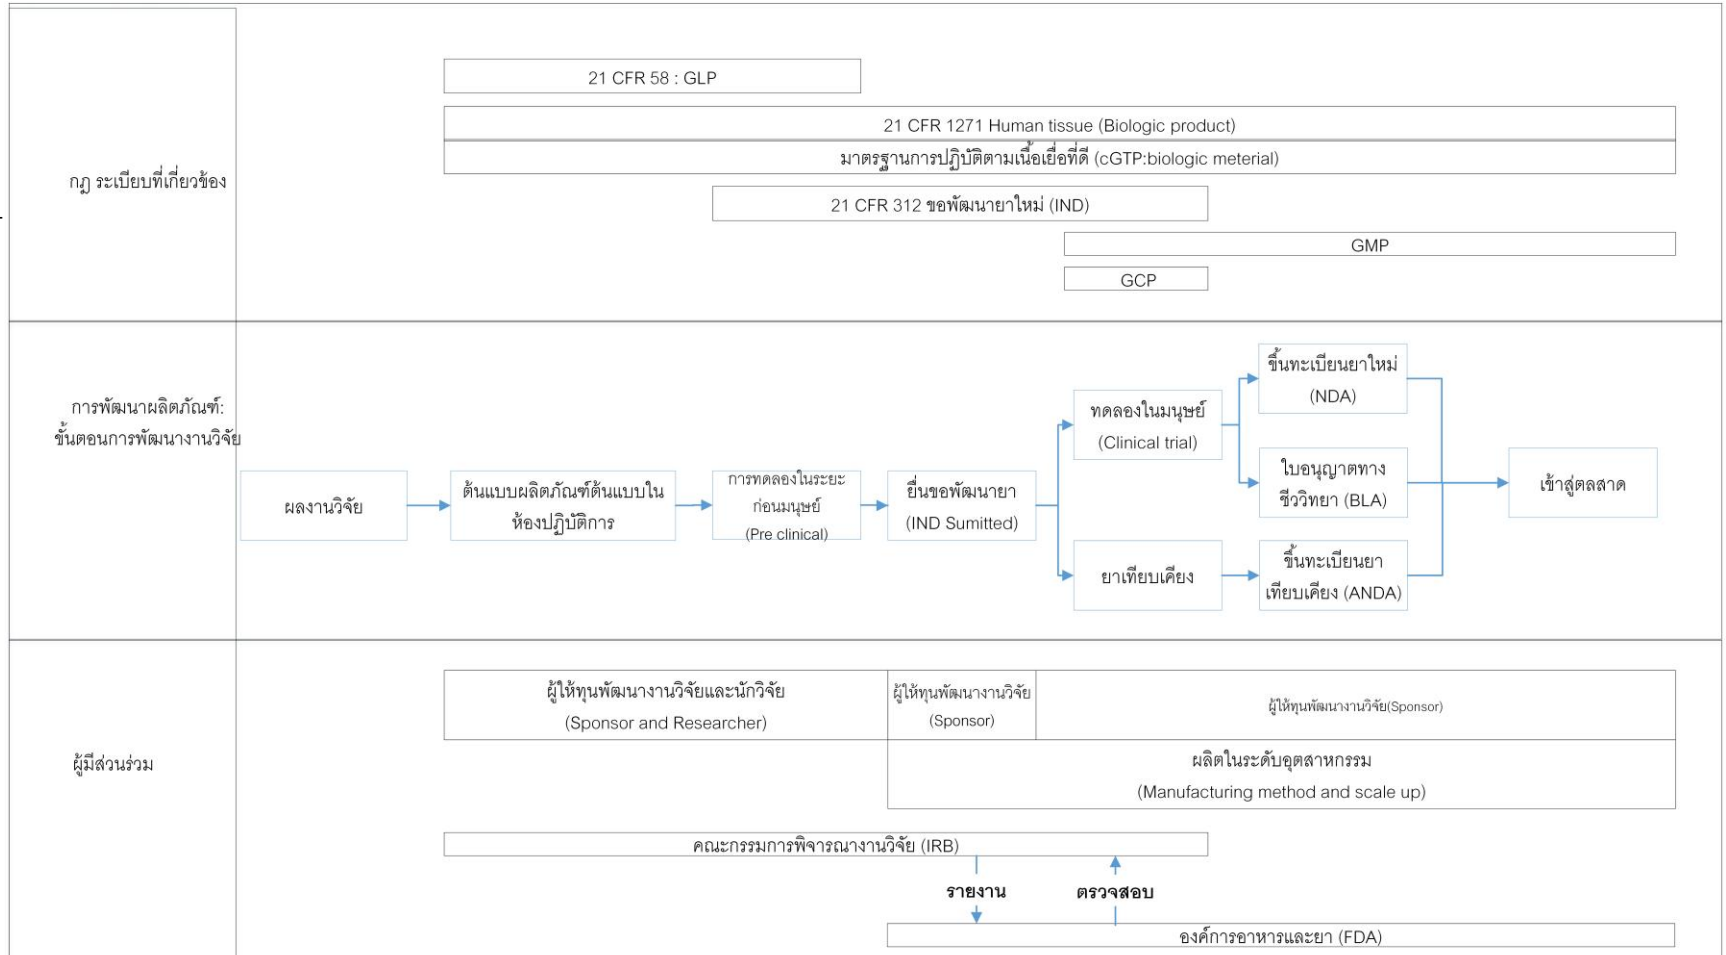 21 CFR 58 : GLP
21 CFR 1271 Human tissue (Biologic product)
มาตรฐานการปฏิบัติตามเนื้อเยื่อที่ดี (cGTP:biologic meterial)
กฎ ระเบียบที่เกี่ยวข้อง
21 CFR 312 ขอพัฒนายาใหม่ (IND)
GMP
GCP
การพัฒนาผลิตภัณฑ์:
ขั้นตอนการพัฒนางานวิจัย
ผลงานวิจัย
ต้นแบบผลิตภัณฑ์ต้นแบบใน
ห้องปฏิบัติการ
การทดลองในระยะ
ก่อนมนุษย์
(Pre clinical)
ยื่นขอพัฒนายา
(IND Sumitted)
ทดลองในมนุษย์
(Clinical trial)
ยาเทียบเคียง
ขึ้นทะเบียนยาใหม่
(NDA)
ใบอนุญาตทาง
ชีววิทยา (BLA)
ขึ้นทะเบียนยา
เทียบเคียง (ANDA)
เข้าสู่ตลสาด
ผู้มีส่วนร่วม
ผู้ให้ทุนพัฒนางานวิจัยและนักวิจัย
(Sponsor and Researcher)
ผู้ให้ทุนพัฒนางานวิจัย
(Sponsor)
ผู้ให้ทุนพัฒนางานวิจัย(Sponsor)
ผลิตในระดับอุตสาหกรรม
(Manufacturing method and scale up)
คณะกรรมการพิจารณางานวิจัย (IRB)
รายงาน
ตรวจสอบ
องค์การอาหารและยา (FDA)